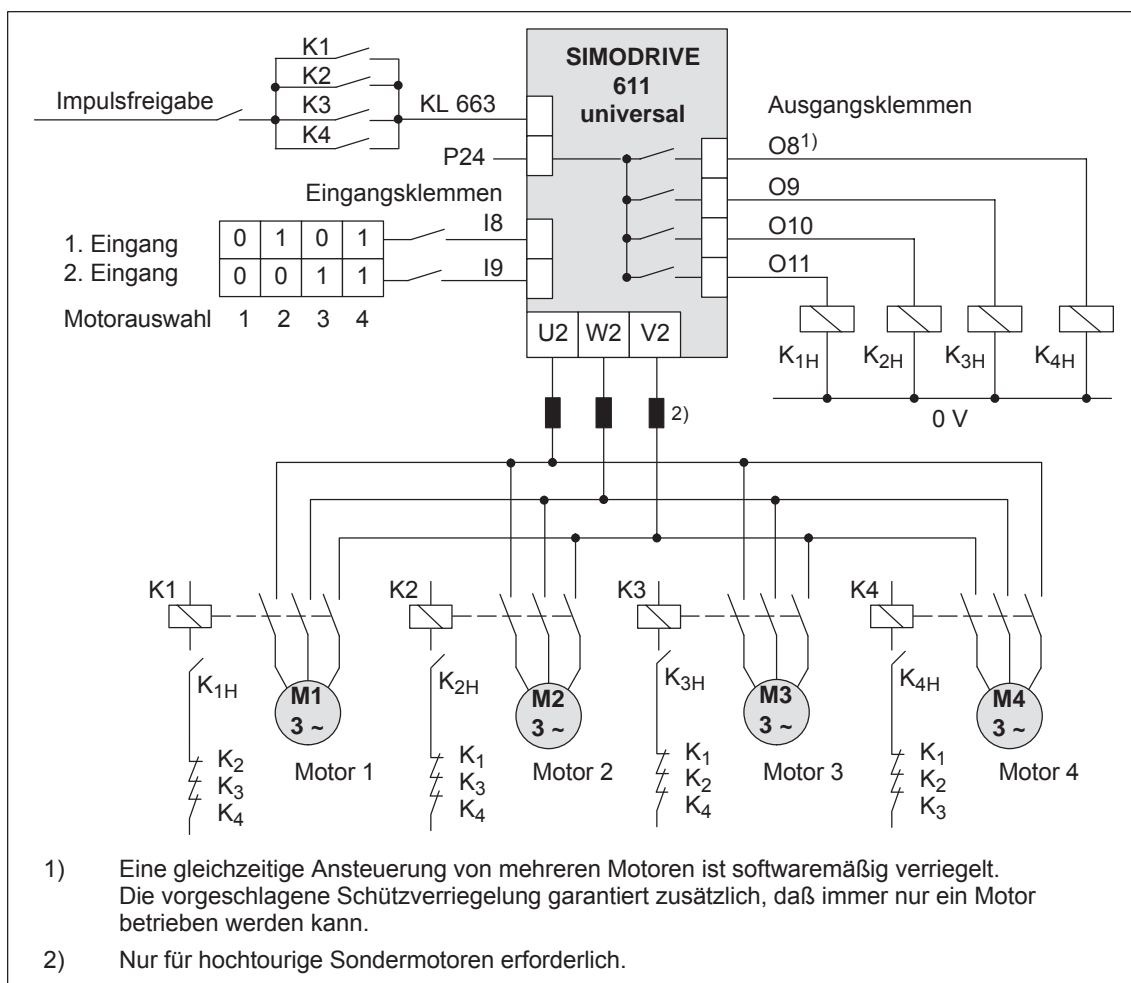 SIMODRIVE
611
universal
K1
K2
K3
K4
Impulsfreigabe
KL 663
P24
Ausgangsklemmen
O8 1)
O9
O10
O11
Eingangsklemmen
1. Eingang 0 1 0 1 I8
2. Eingang 0 0 1 1 I9
Motorauswahl 1 2 3 4
U2 W2 V2
K1H K2H K3H K4H
0 V
2)
K1 K2 K3 K4
K1H K2H K3H K4H
M1
3 ~
M2
3 ~
M3
3 ~
M4
3 ~
Motor 1 Motor 2 Motor 3 Motor 4
K2
K3
K4
K1
K3
K4
K1
K2
K4
K1
K2
K3
1) Eine gleichzeitige Ansteuerung von mehreren Motoren ist softwaremäßig verriegelt.
Die vorgeschlagene Schützverriegelung garantiert zusätzlich, daß immer nur ein Motor
betrieben werden kann.
2) Nur für hochtourige Sondermotoren erforderlich.